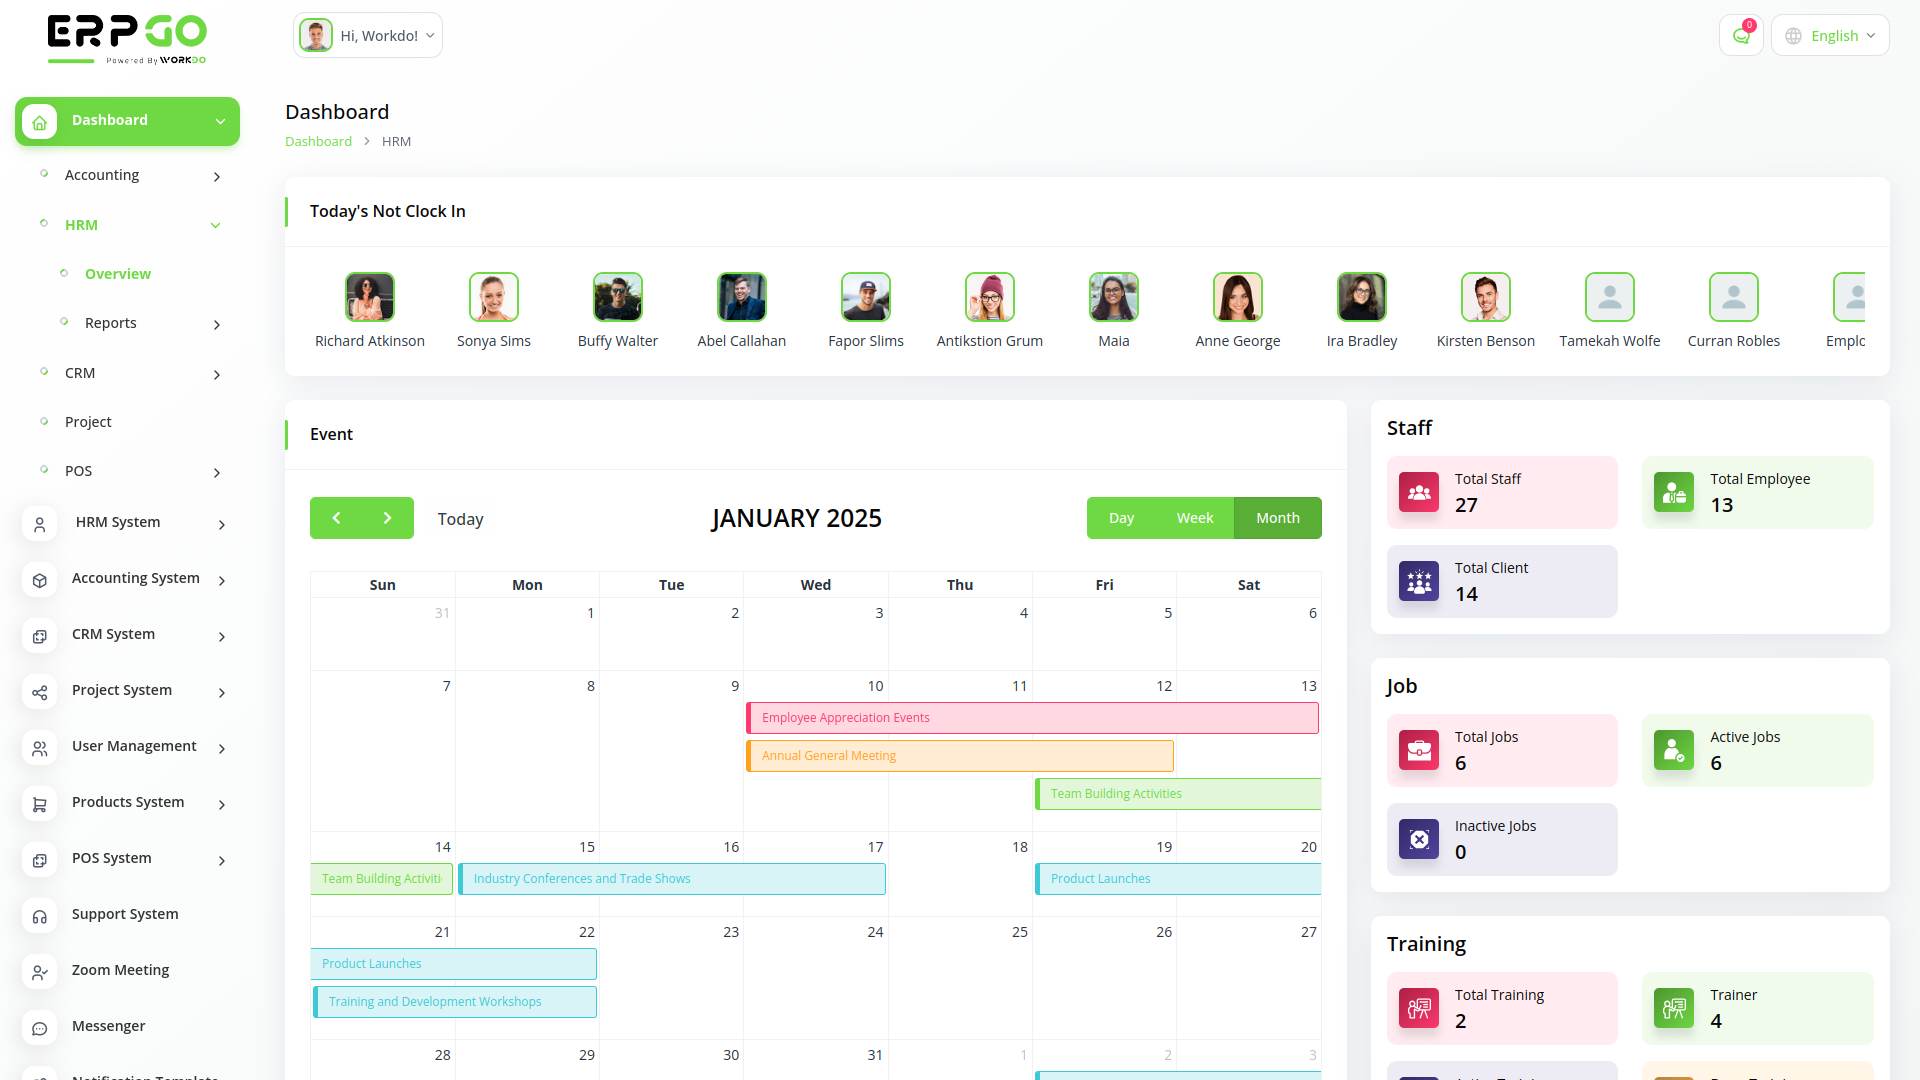 ERPGO
Powered By WORKDO
Hi, Workdo!
0
English
Dashboard
Accounting
HRM
Overview
Reports
CRM
Project
POS
HRM System
Accounting System
CRM System
Project System
User Management
Products System
POS System
Support System
Zoom Meeting
Messenger
Notification Template
Dashboard
Dashboard > HRM
Today's Not Clock In
Richard Atkinson
Sonya Sims
Buffy Walter
Abel Callahan
Fapor Slims
Antikstion Grum
Maia
Anne George
Ira Bradley
Kirsten Benson
Tamekah Wolfe
Curran Robles
Emplo
Event
Today
JANUARY 2025
Day Week Month
Sun Mon Tue Wed Thu Fri Sat
31 1 2 3 4 5 6
7 8 9 10 11 12 13
Employee Appreciation Events
Annual General Meeting
Team Building Activities
14 15 16 17 18 19 20
Team Building Activiti
Industry Conferences and Trade Shows
Product Launches
21 22 23 24 25 26 27
Product Launches
Training and Development Workshops
28 29 30 31 1 2 3
Staff
Total Staff
27
Total Employee
13
Total Client
14
Job
Total Jobs
6
Active Jobs
6
Inactive Jobs
0
Training
Total Training
2
Trainer
4